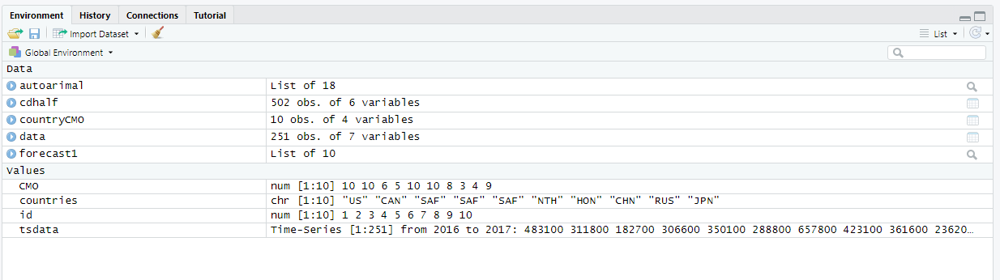 Environment History Connections Tutorial
Import Dataset List
Global Environment
Data
autoarimal List of 18
cdhalf 502 obs. of 6 variables
countryCMO 10 obs. of 4 variables
data 251 obs. of 7 variables
forecast1 List of 10
Values
CMO num [1:10] 10 10 6 5 10 10 8 3 4 9
countries chr [1:10] "US" "CAN" "SAF" "SAF" "SAF" "NTH" "HON" "CHN" "RUS" "JPN"
id num [1:10] 1 2 3 4 5 6 7 8 9 10
tsdata Time-Series [1:251] from 2016 to 2017: 483100 311800 182700 306600 350100 288800 657800 423100 361600 23620…